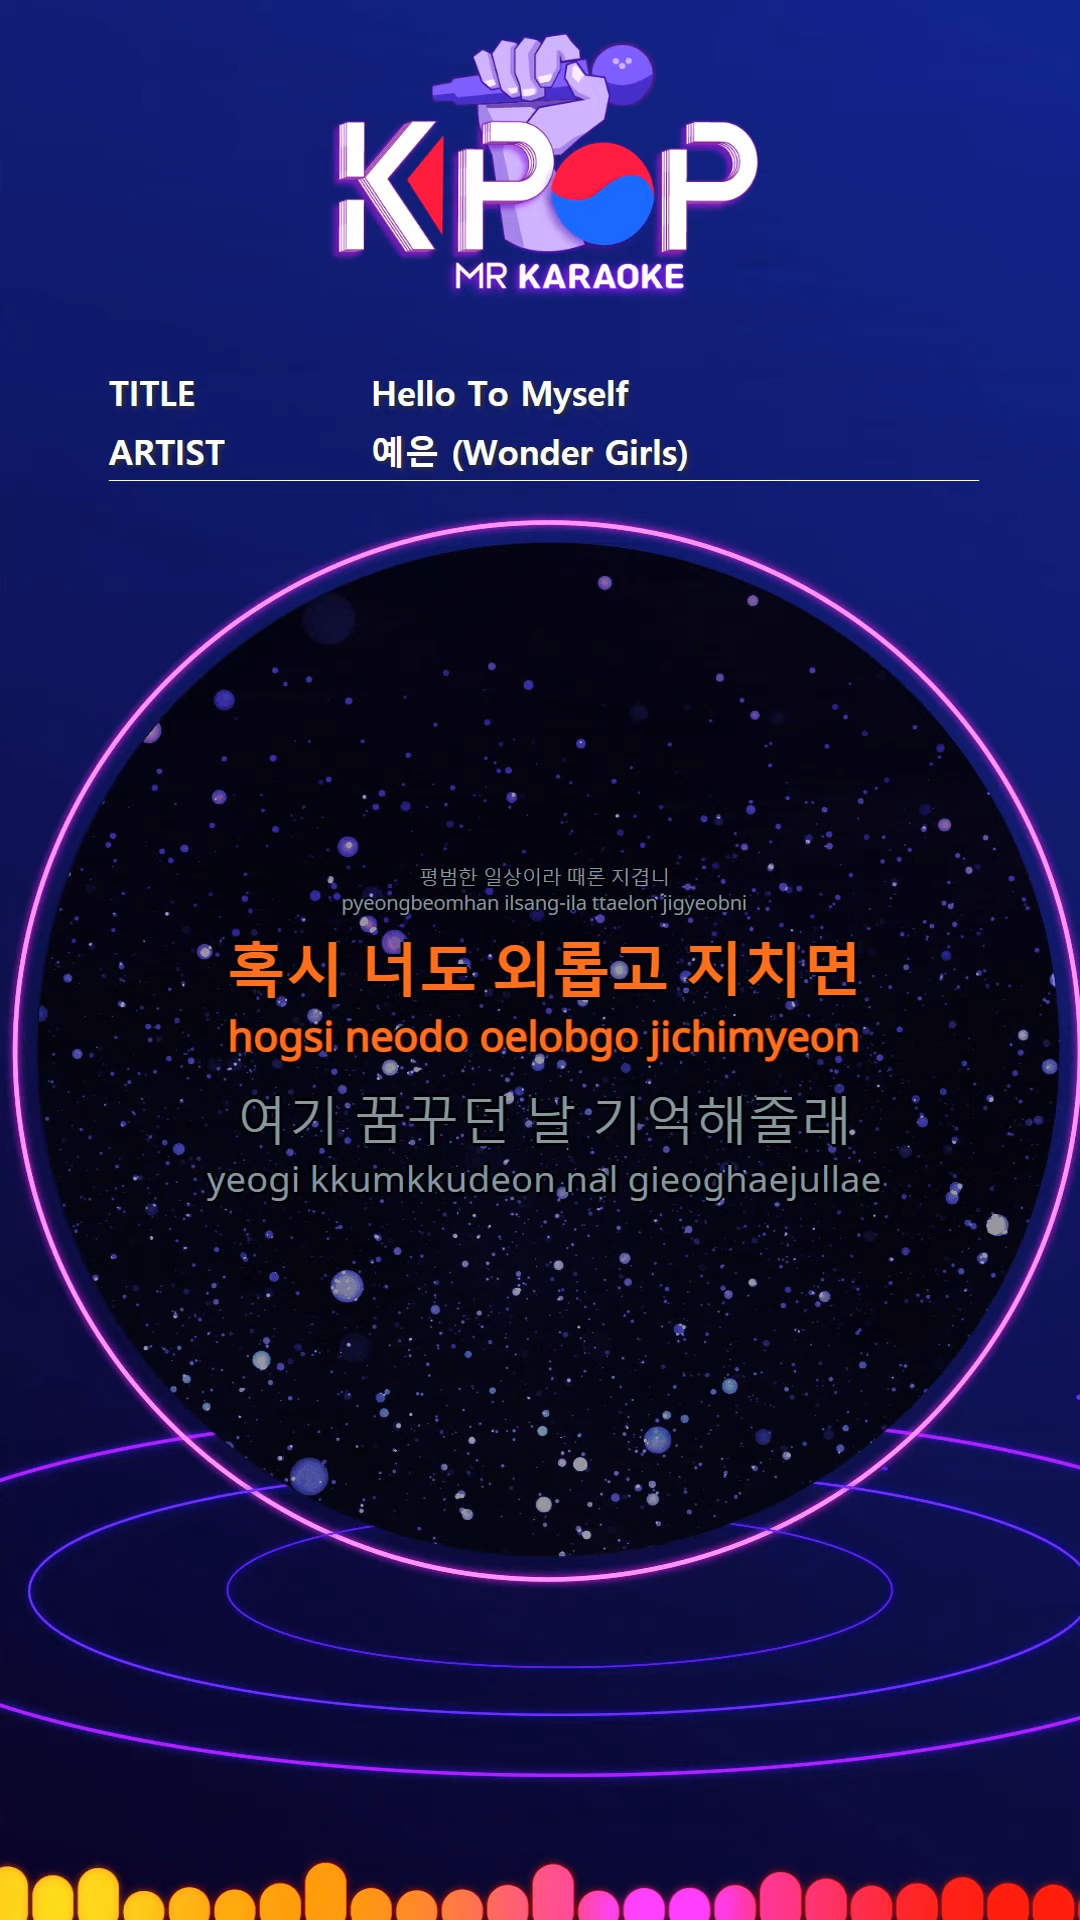 KPOP
MR KARAOKE
TITLE Hello To Myself
ARTIST 예은 (Wonder Girls)
평범한 일상이라 때론 지겹니
pyeongbeomhan ilsang-ila ttaelon jigyeobni
혹시 너도 외롭고 지치면
hogsi neodo oelobgo jichimyeon
여기 꿈꾸던 날 기억해줄래
yeogi kkumkkudeon nal gieoghaejullae